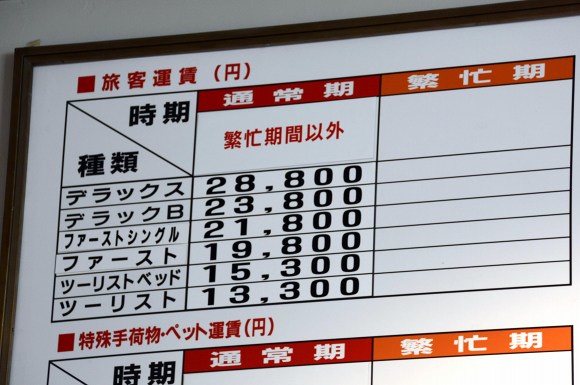 ■旅客運賃（円）
時期 通常期 繁忙期
種類 繁忙期間以外
デラックス 28,800
デラックB 23,800
ファーストシングル 21,800
ファースト 19,800
ツーリストベッド 15,300
ツーリスト 13,300
■特殊手荷物・ペット運賃(円)
時期 通常期 繁忙期